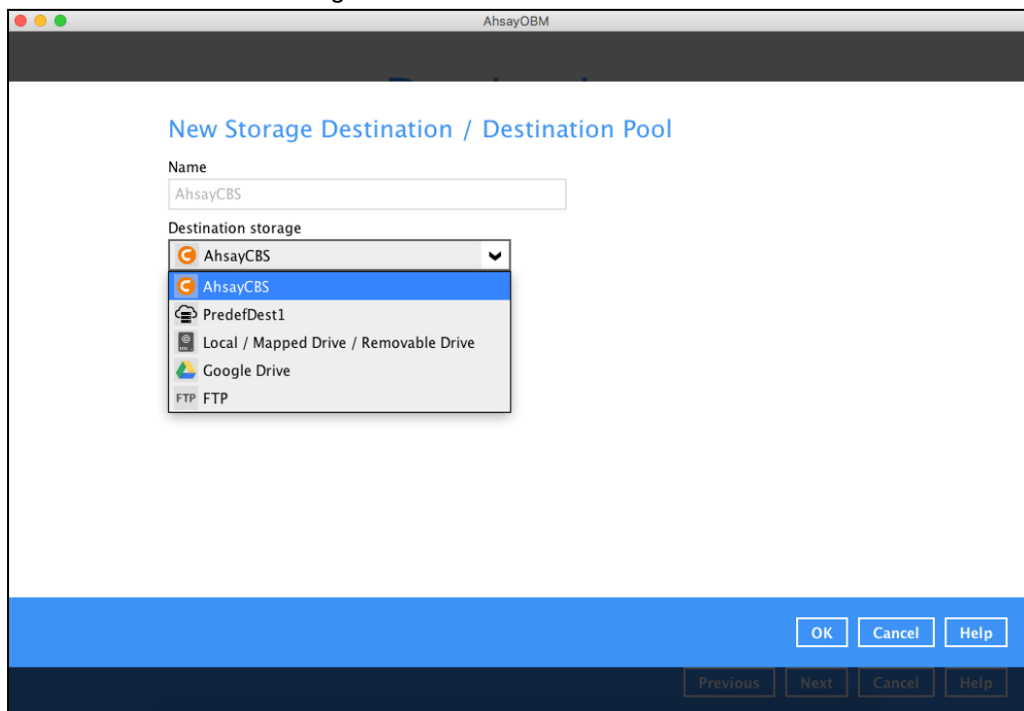 AhsayOBM
New Storage Destination / Destination Pool
Name
AhsayCBS
Destination storage
AhsayCBS
AhsayCBS
PredefDest1
Local / Mapped Drive / Removable Drive
Google Drive
FTP FTP
OK Cancel Help
Previous Next Cancel Help